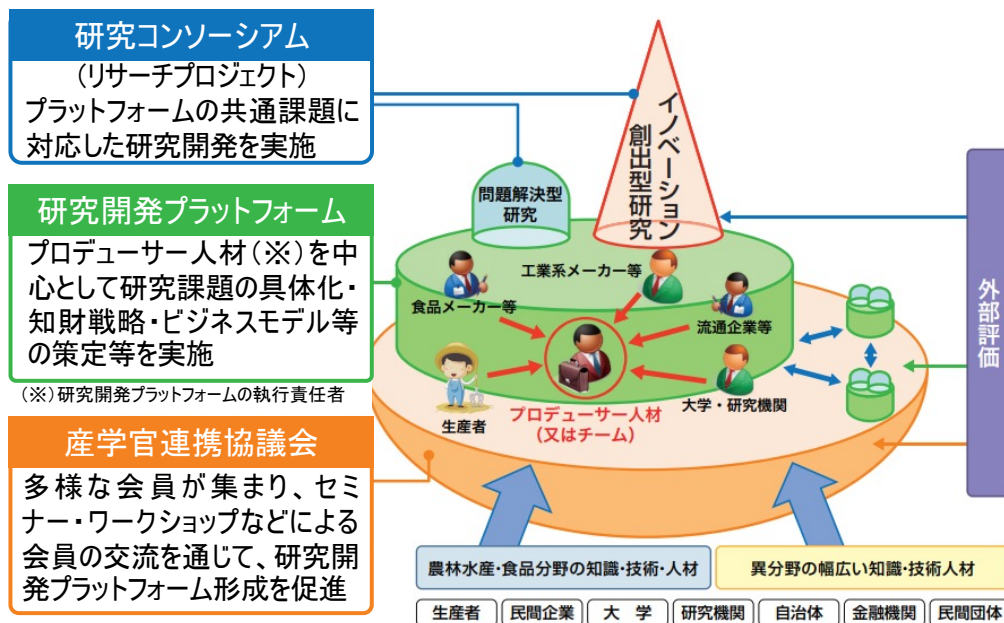 研究コンソーシアム
(リサーチプロジェクト)
プラットフォームの共通課題に
対応した研究開発を実施
研究開発プラットフォーム
プロデューサー人材(※)を中
心として研究課題の具体化・
知財戦略・ビジネスモデル等
の策定等を実施
(※)研究開発プラットフォームの執行責任者
産学官連携協議会
多様な会員が集まり、セミ
ナー・ワークショップなどによる
会員の交流を通じて、研究開
発プラットフォーム形成を促進
イノベーション
創出型研究
問題解決型
研究
工業系メーカー等
食品メーカー等
流通企業等
生産者
プロデューサー人材
(又はチーム)
大学・研究機関
外部評価
農林水産・食品分野の知識・技術・人材
異分野の幅広い知識・技術人材
生産者
民間企業
大 学
研究機関
自治体
金融機関
民間団体